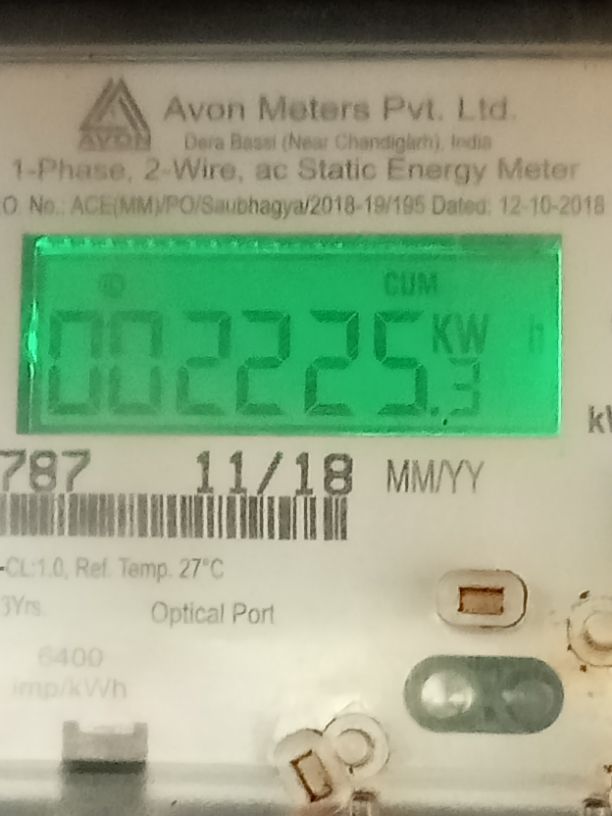 AVON
Avon Meters Pvt. Ltd.
Dera Bassi (Near Chandigarh), India
1-Phase, 2-Wire, ac Static Energy Meter
O. No.: ACE(MM)/PO/Saubhagya/2018-19/195 Dated: 12-10-2018
CUM
002225.3 KW h
787 11/18 MM/YY
-CL:1.0, Ref. Temp. 27°C
3Yrs. Optical Port
6400
imp/kWh